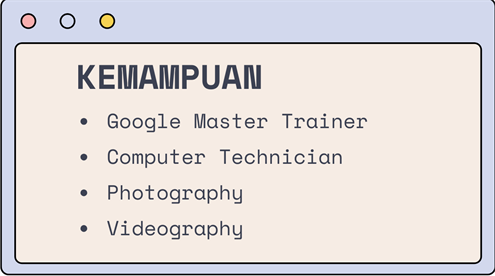 KEMAMPUAN
• Google Master Trainer
• Computer Technician
• Photography
• Videography